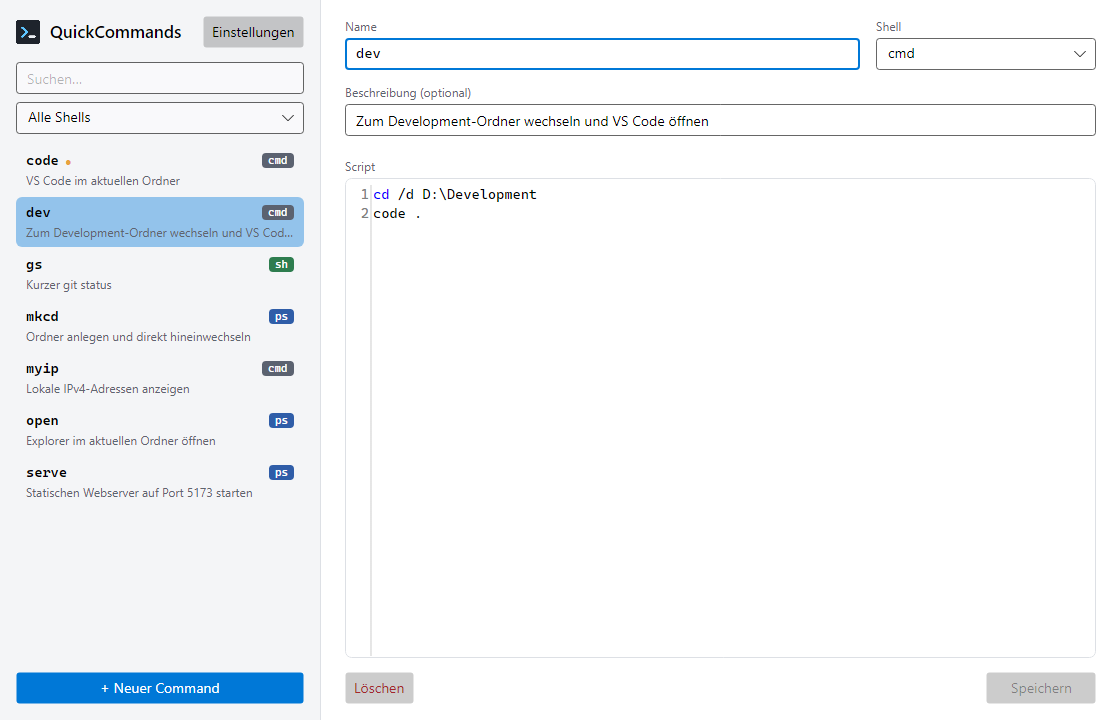 QuickCommands
Einstellungen
Suchen...
Alle Shells
code
cmd
VS Code im aktuellen Ordner
dev
cmd
Zum Development-Ordner wechseln und VS Cod...
gs
sh
Kurzer git status
mkcd
ps
Ordner anlegen und direkt hineinwechseln
myip
cmd
Lokale IPv4-Adressen anzeigen
open
ps
Explorer im aktuellen Ordner öffnen
serve
ps
Statischen Webserver auf Port 5173 starten
+ Neuer Command
Name
dev
Shell
cmd
Beschreibung (optional)
Zum Development-Ordner wechseln und VS Code öffnen
Script
1 cd /d D:\Development
2 code .
Löschen
Speichern